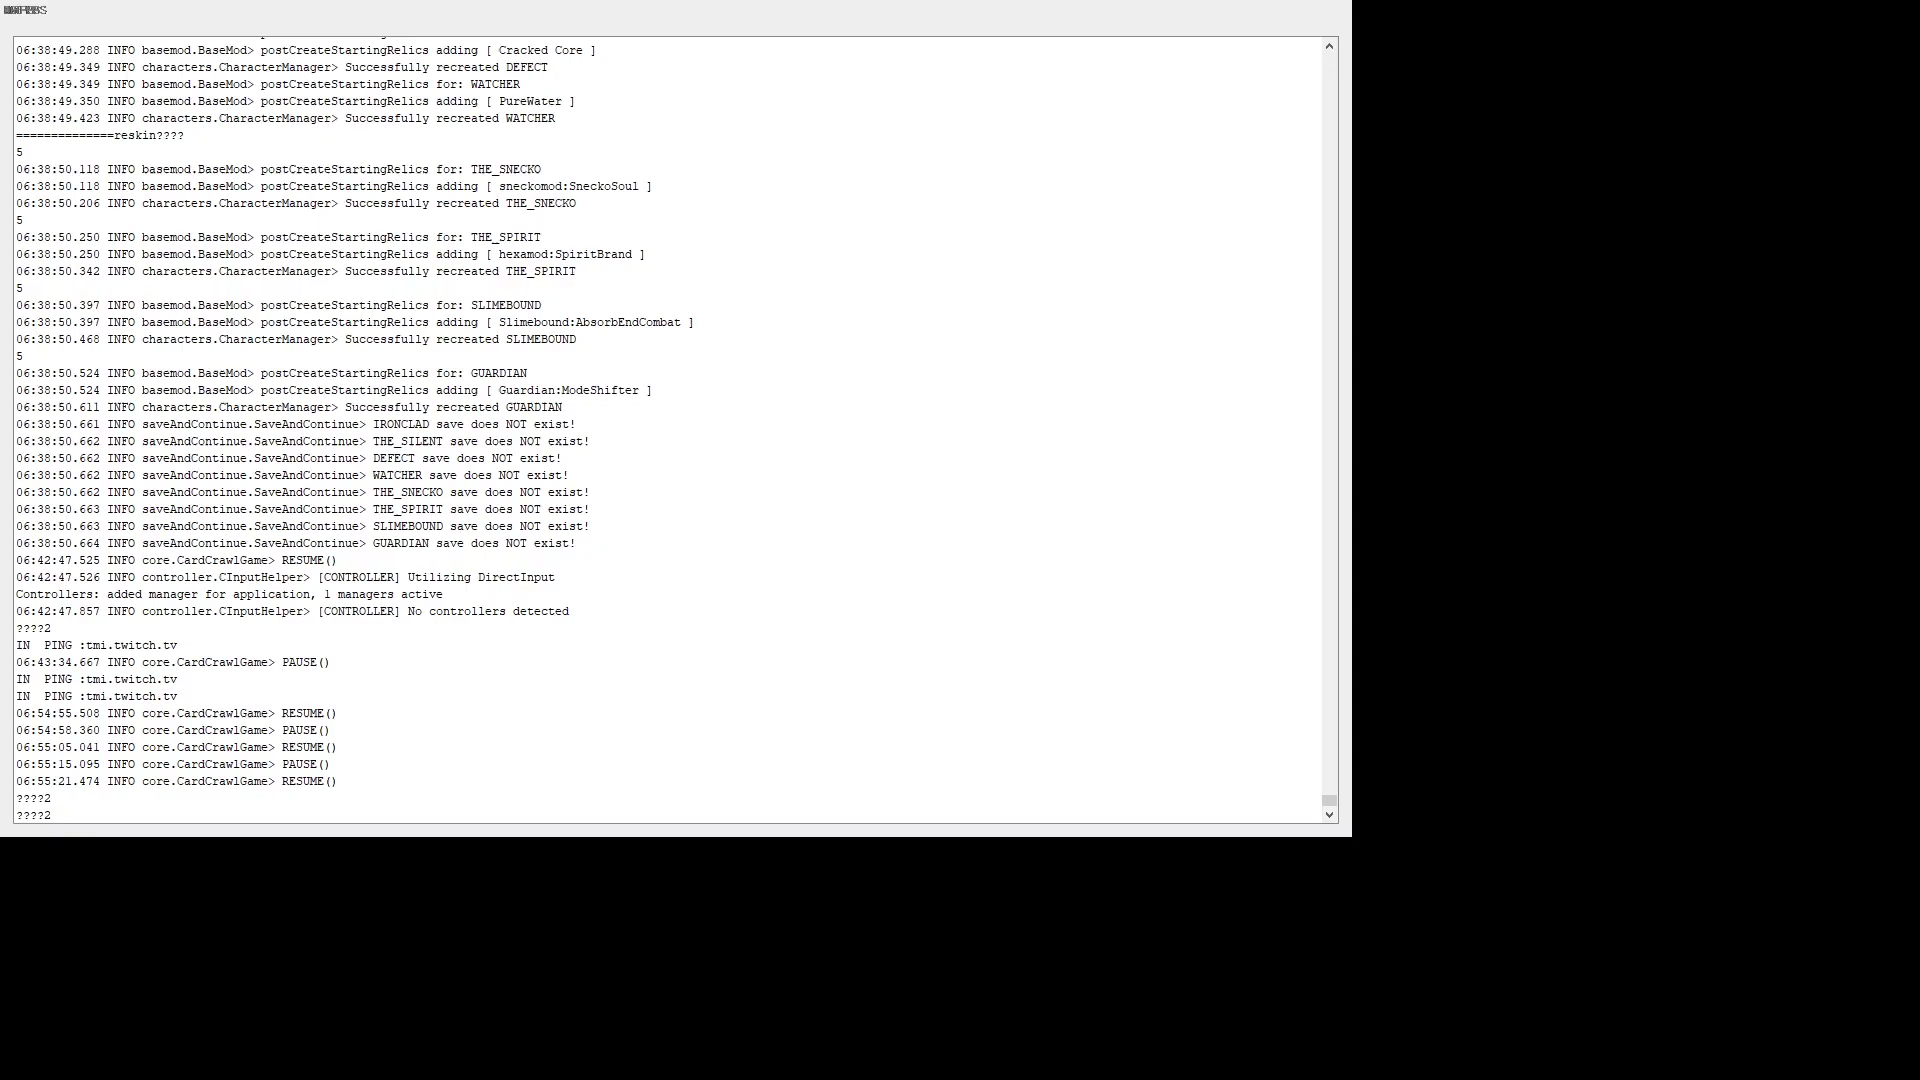 06:38:49.288 INFO basemod.BaseMod> postCreateStartingRelics adding [ Cracked Core ]
06:38:49.349 INFO characters.CharacterManager> Successfully recreated DEFECT
06:38:49.349 INFO basemod.BaseMod> postCreateStartingRelics for: WATCHER
06:38:49.350 INFO basemod.BaseMod> postCreateStartingRelics adding [ PureWater ]
06:38:49.423 INFO characters.CharacterManager> Successfully recreated WATCHER
==============reskin????
5
06:38:50.118 INFO basemod.BaseMod> postCreateStartingRelics for: THE_SNECKO
06:38:50.118 INFO basemod.BaseMod> postCreateStartingRelics adding [ sneckomod:SneckoSoul ]
06:38:50.206 INFO characters.CharacterManager> Successfully recreated THE_SNECKO
5
06:38:50.250 INFO basemod.BaseMod> postCreateStartingRelics for: THE_SPIRIT
06:38:50.250 INFO basemod.BaseMod> postCreateStartingRelics adding [ hexamod:SpiritBrand ]
06:38:50.342 INFO characters.CharacterManager> Successfully recreated THE_SPIRIT
5
06:38:50.397 INFO basemod.BaseMod> postCreateStartingRelics for: SLIMEBOUND
06:38:50.397 INFO basemod.BaseMod> postCreateStartingRelics adding [ Slimebound:AbsorbEndCombat ]
06:38:50.468 INFO characters.CharacterManager> Successfully recreated SLIMEBOUND
5
06:38:50.524 INFO basemod.BaseMod> postCreateStartingRelics for: GUARDIAN
06:38:50.524 INFO basemod.BaseMod> postCreateStartingRelics adding [ Guardian:ModeShifter ]
06:38:50.611 INFO characters.CharacterManager> Successfully recreated GUARDIAN
06:38:50.661 INFO saveAndContinue.SaveAndContinue> IRONCLAD save does NOT exist!
06:38:50.662 INFO saveAndContinue.SaveAndContinue> THE_SILENT save does NOT exist!
06:38:50.662 INFO saveAndContinue.SaveAndContinue> DEFECT save does NOT exist!
06:38:50.662 INFO saveAndContinue.SaveAndContinue> WATCHER save does NOT exist!
06:38:50.662 INFO saveAndContinue.SaveAndContinue> THE_SNECKO save does NOT exist!
06:38:50.663 INFO saveAndContinue.SaveAndContinue> THE_SPIRIT save does NOT exist!
06:38:50.663 INFO saveAndContinue.SaveAndContinue> SLIMEBOUND save does NOT exist!
06:38:50.664 INFO saveAndContinue.SaveAndContinue> GUARDIAN save does NOT exist!
06:42:47.525 INFO core.CardCrawlGame> RESUME()
06:42:47.526 INFO controller.CInputHelper> [CONTROLLER] Utilizing DirectInput
Controllers: added manager for application, 1 managers active
06:42:47.857 INFO controller.CInputHelper> [CONTROLLER] No controllers detected
????2
IN  PING :tmi.twitch.tv
06:43:34.667 INFO core.CardCrawlGame> PAUSE()
IN  PING :tmi.twitch.tv
IN  PING :tmi.twitch.tv
06:54:55.508 INFO core.CardCrawlGame> RESUME()
06:54:58.360 INFO core.CardCrawlGame> PAUSE()
06:55:05.041 INFO core.CardCrawlGame> RESUME()
06:55:15.095 INFO core.CardCrawlGame> PAUSE()
06:55:21.474 INFO core.CardCrawlGame> RESUME()
????2
????2